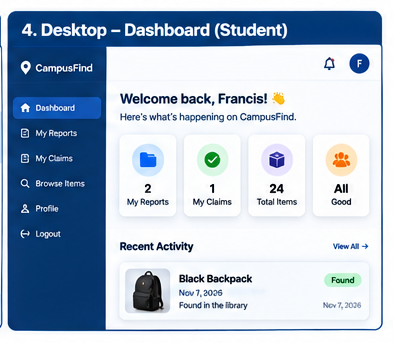 4. Desktop – Dashboard (Student)
CampusFind
F
Dashboard
My Reports
My Claims
Browse Items
Profile
Logout
Welcome back, Francis! 👋
Here's what's happening on CampusFind.
2
My Reports
1
My Claims
24
Total Items
All
Good
Recent Activity
View All →
Black Backpack
Found
Nov 7, 2026
Found in the library
Nov 7, 2026